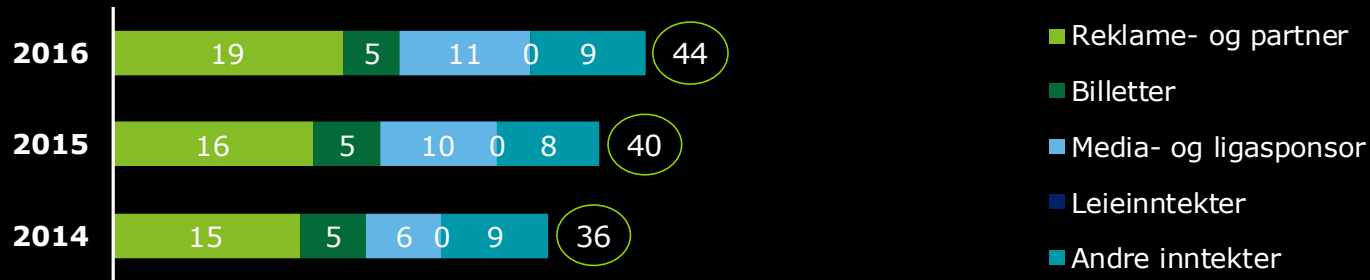 2016 19 5 11 0 9 44
2015 16 5 10 0 8 40
2014 15 5 6 0 9 36
Reklame- og partner
Billetter
Media- og ligasponsor
Leieinntekter
Andre inntekter